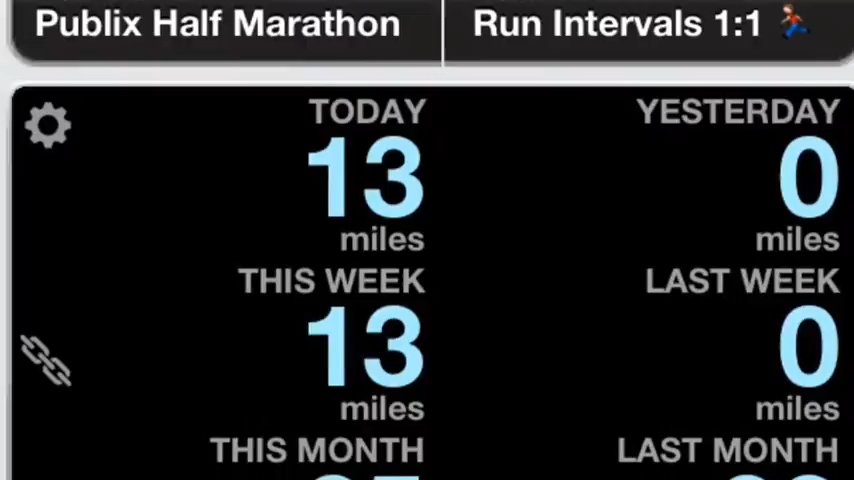 Publix Half Marathon
Run Intervals 1:1
TODAY
YESTERDAY
13
0
miles
miles
THIS WEEK
LAST WEEK
13
0
miles
miles
THIS MONTH
LAST MONTH